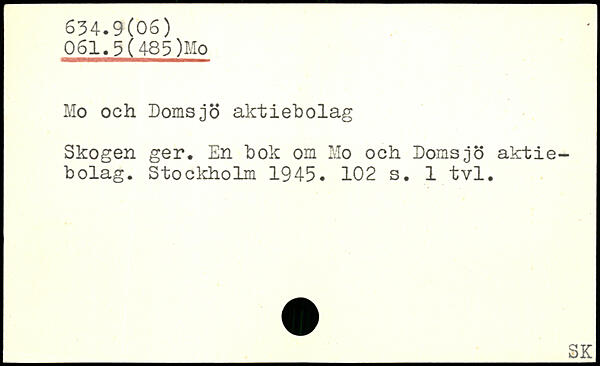 634.9(06)
061.5(485)Mo
Mo och Domsjö aktiebolag
Skogen ger. En bok om Mo och Domsjö aktie-
bolag. Stockholm 1945. 102 s. 1 tvl.
SK